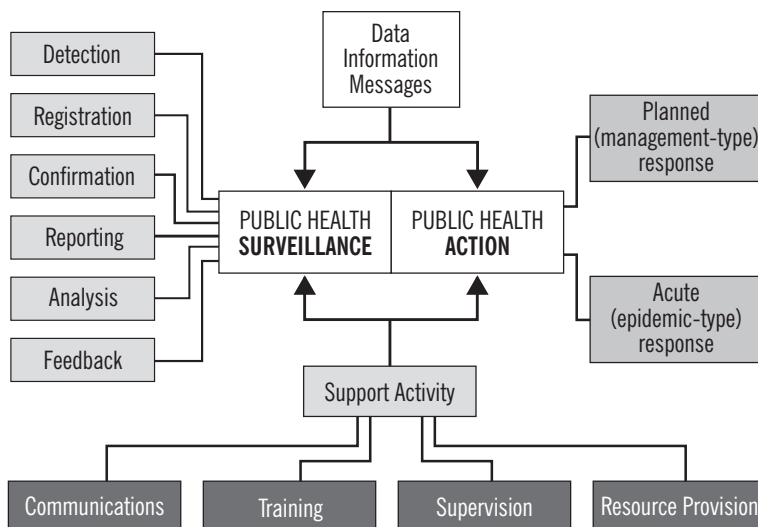 Data
Information
Messages
Detection
Registration
Confirmation
Reporting
Analysis
Feedback
PUBLIC HEALTH
SURVEILLANCE
PUBLIC HEALTH
ACTION
Planned
(management-type)
response
Acute
(epidemic-type)
response
Support Activity
Communications
Training
Supervision
Resource Provision